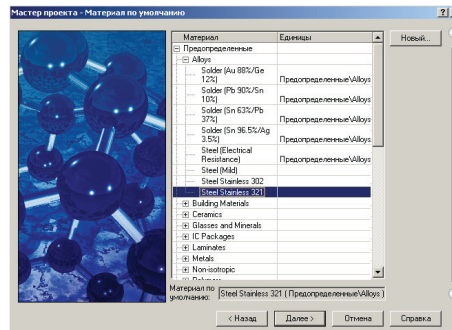 Мастер проекта - Материал по умолчанию
Материал Единицы Новый...
Предопределенные
Alloys
Solder (Au 88%/Ge
12%) Предопределенные\Alloys
Solder (Pb 90%/Sn
10%) Предопределенные\Alloys
Solder (Sn 63%/Pb
37%) Предопределенные\Alloys
Solder (Sn 96.5%/Ag
3.5%) Предопределенные\Alloys
Steel (Electrical
Resistance) Предопределенные\Alloys
Steel (Mild)
Steel Stainless 302
Steel Stainless 321
Building Materials
Ceramics
Glasses and Minerals
IC Packages
Laminates
Metals
Non-isotropic
Материал по
умолчанию: Steel Stainless 321 ( Предопределенные\Alloys )
< Назад Далее > Отмена Справка